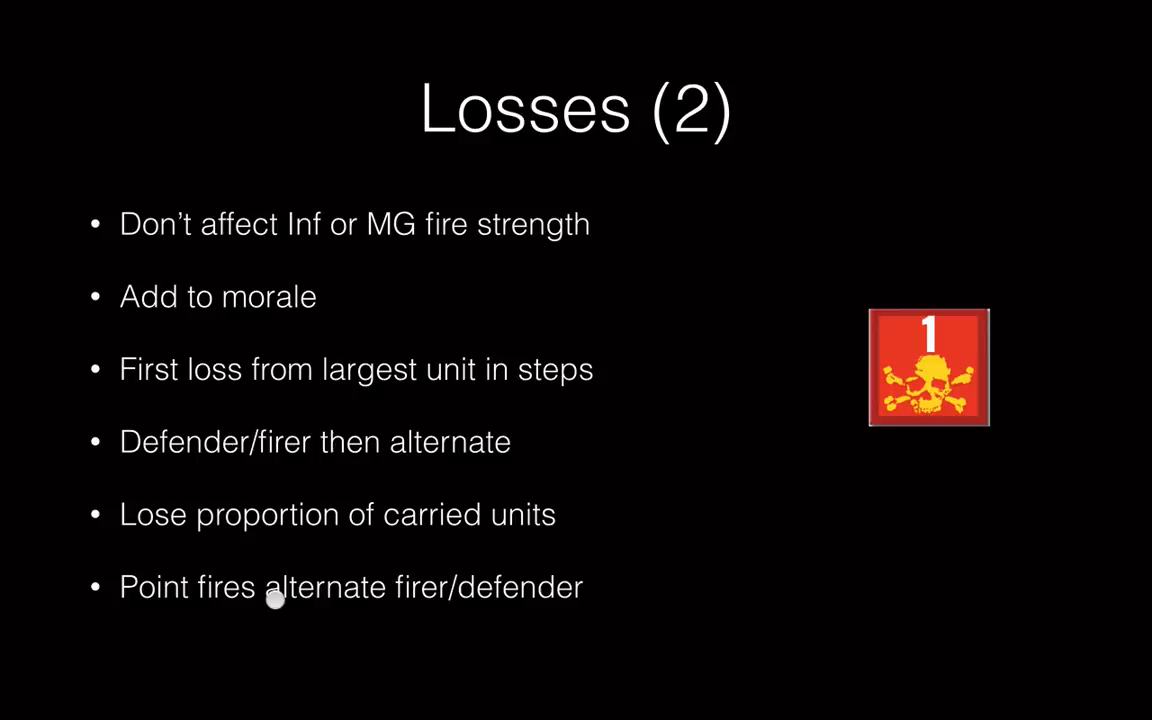 Losses (2)
• Don’t affect Inf or MG fire strength
• Add to morale
• First loss from largest unit in steps
• Defender/firer then alternate
• Lose proportion of carried units
• Point fires alternate firer/defender
1